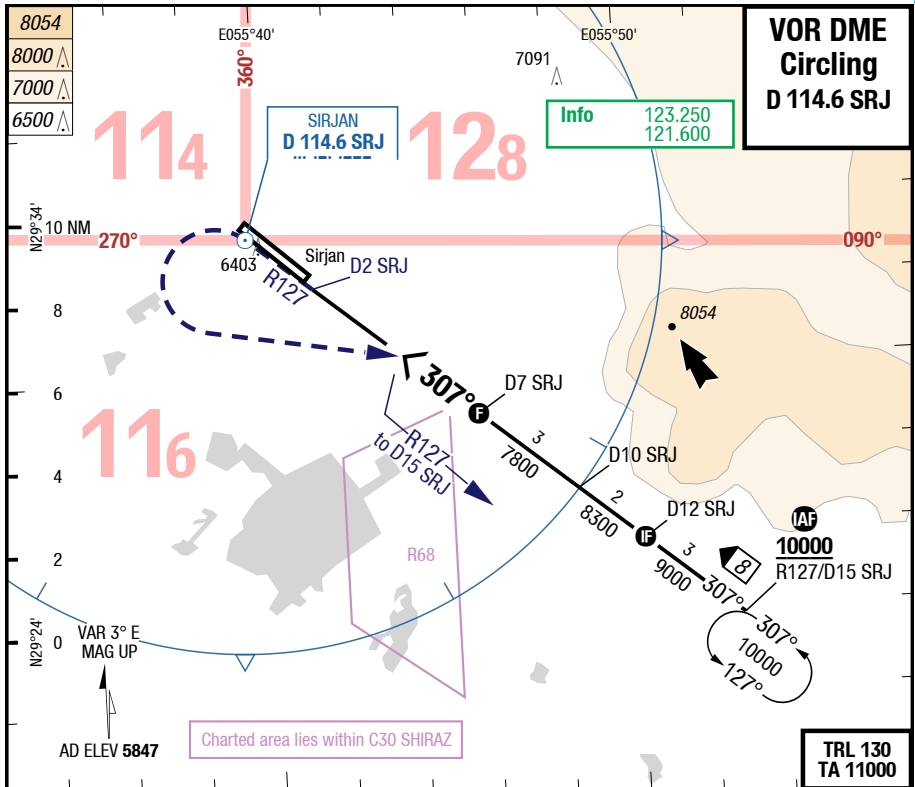 8054
8000
7000
6500
E055°40'
E055°50'
360°
7091
VOR DME
Circling
D 114.6 SRJ
Info 123.250
121.600
SIRJAN
D 114.6 SRJ
114
128
116
N29°34'
10 NM
270°
090°
6403
Sirjan
D2 SRJ
R127
8
8054
307°
D7 SRJ
F
6
3
7800
R127
to D15 SRJ
D10 SRJ
4
2
8300
D12 SRJ
IF
IAF
10000
R127/D15 SRJ
R68
3
9000
8
307°
2
307°
10000
127°
N29°24'
0
VAR 3° E
MAG UP
AD ELEV 5847
Charted area lies within C30 SHIRAZ
TRL 130
TA 11000